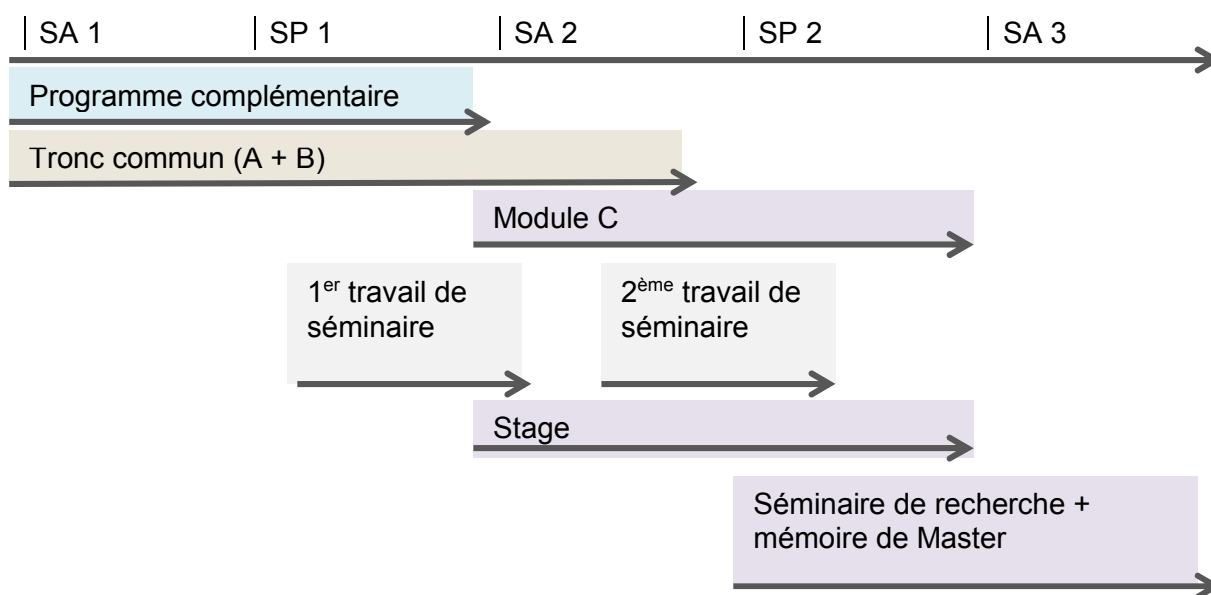 SA 1 SP 1 SA 2 SP 2 SA 3
Programme complémentaire
Tronc commun (A + B)
Module C
1er travail de
séminaire
2ème travail de
séminaire
Stage
Séminaire de recherche +
mémoire de Master